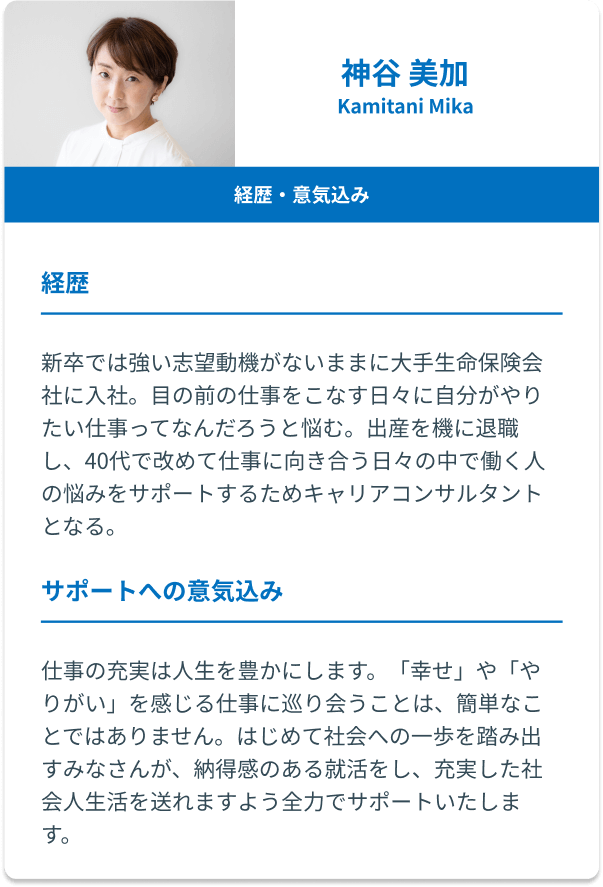 神谷 美加
Kamitani Mika
経歴・意気込み
経歴
新卒では強い志望動機がないままに大手生命保険会
社に入社。目の前の仕事をこなす日々に自分がやり
たい仕事ってなんだろうと悩む。出産を機に退職
し、40代で改めて仕事に向き合う日々の中で働く人
の悩みをサポートするためキャリアコンサルタント
となる。
サポートへの意気込み
仕事の充実は人生を豊かにします。「幸せ」や「や
りがい」を感じる仕事に巡り会うことは、簡単なこ
とではありません。はじめて社会への一歩を踏み出
すみなさんが、納得感のある就活をし、充実した社
会人生活を送れますよう全力でサポートいたしま
す。